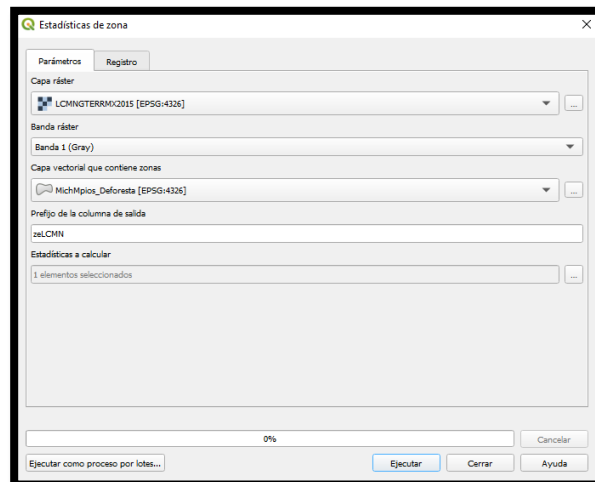 Estadísticas de zona
Parámetros Registro
Capa ráster
LCMNGTERRMX2015 [EPSG:4326]
...
Banda ráster
Banda 1 (Gray)
Capa vectorial que contiene zonas
MichMpios_Deforesta [EPSG:4326]
...
Prefijo de la columna de salida
zeLCMN
Estadísticas a calcular
1 elementos seleccionados
...
0%
Cancelar
Ejecutar como proceso por lotes... Ejecutar Cerrar Ayuda